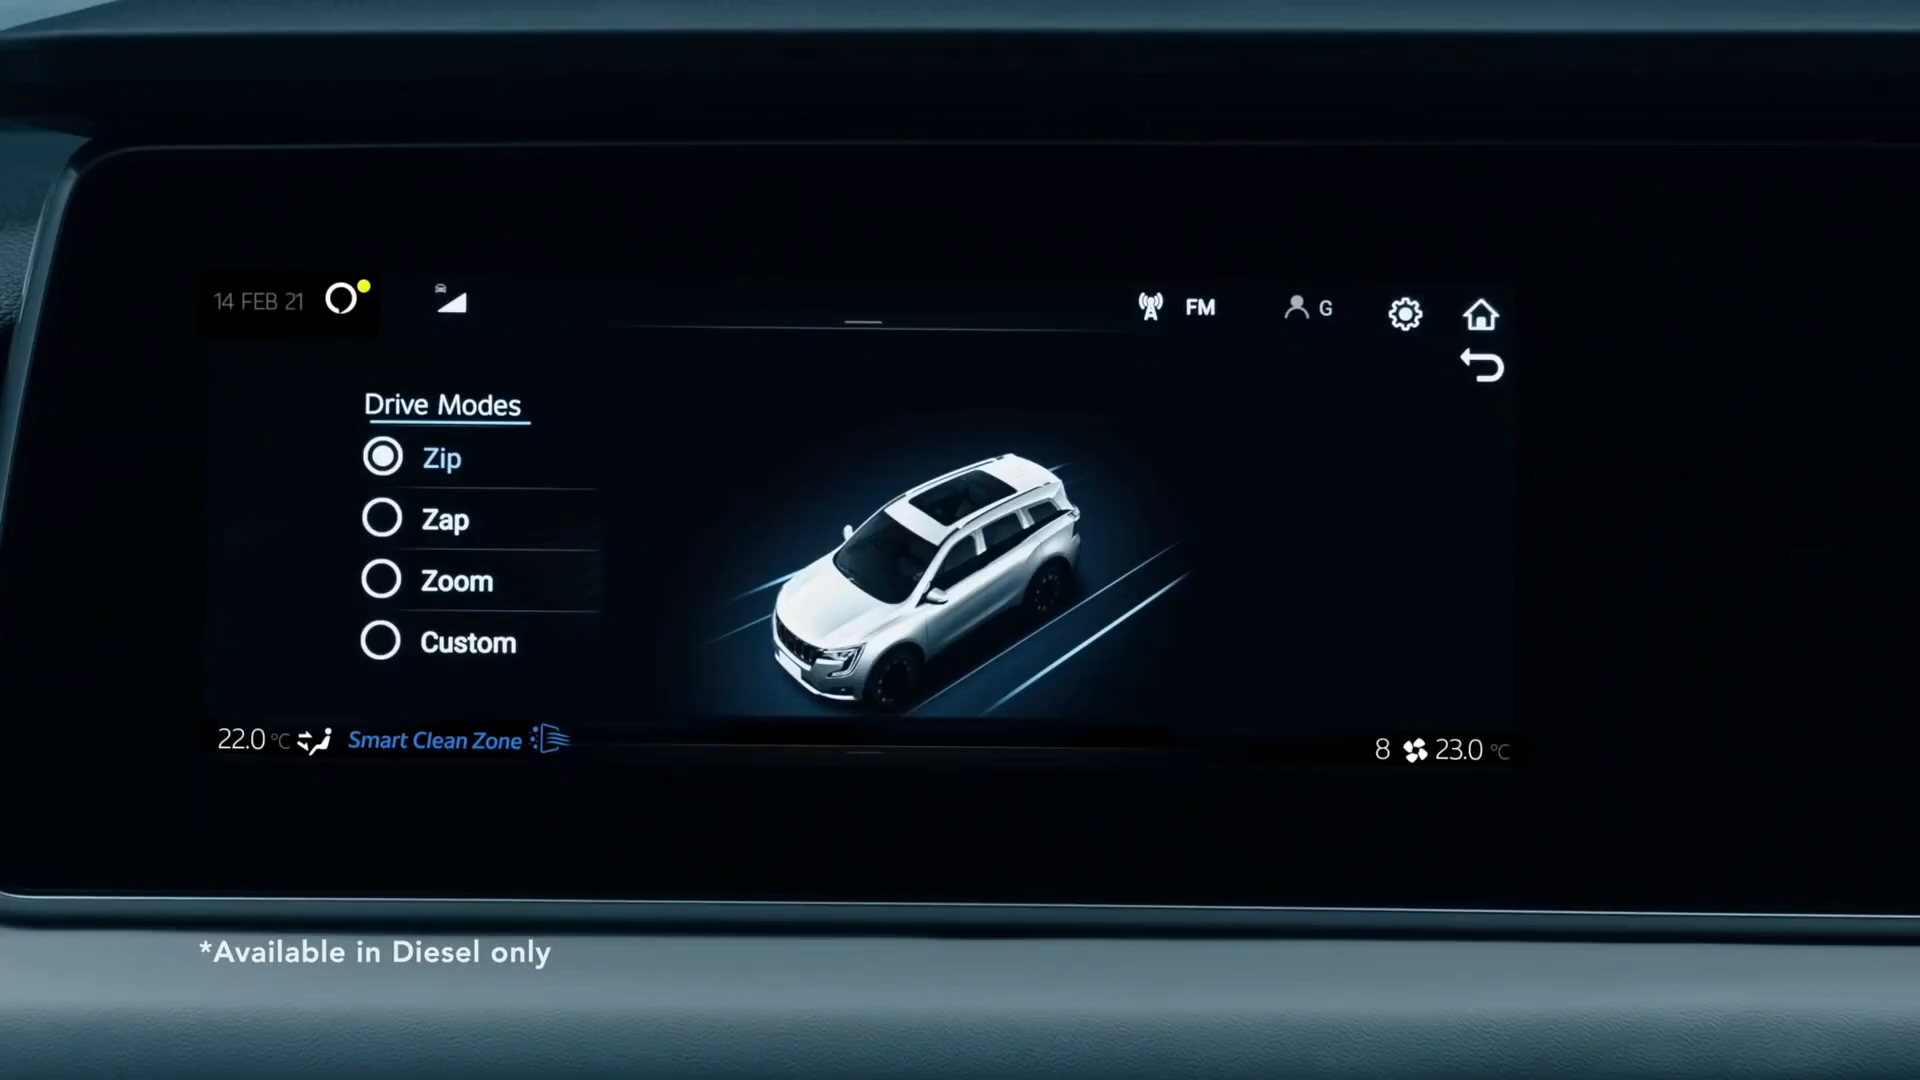 14 FEB 21
FM
G
Drive Modes
Zip
Zap
Zoom
Custom
22.0 °C
Smart Clean Zone
8
23.0 °C
*Available in Diesel only